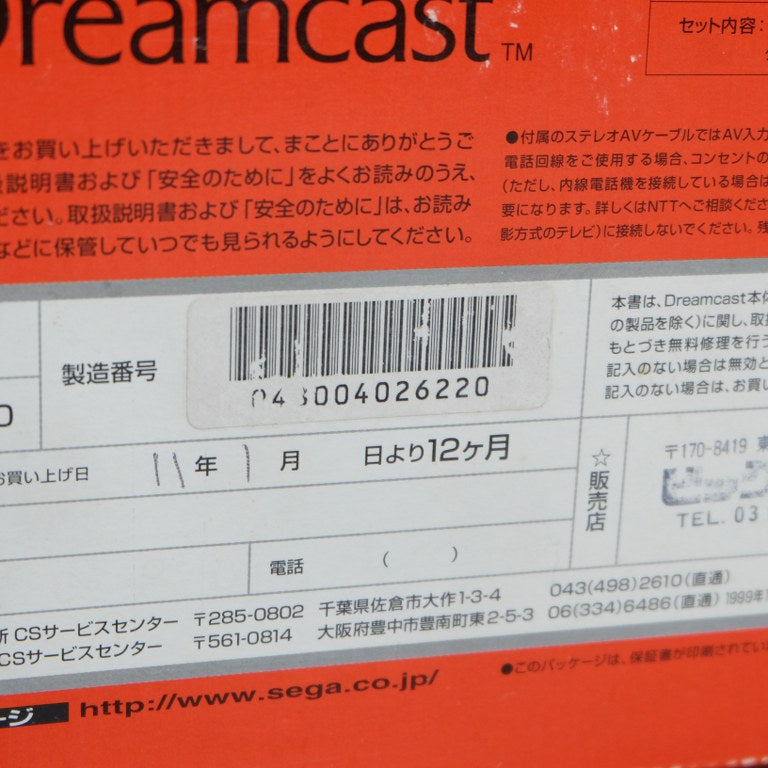 Dreamcast™
セット内容:
をお買い上げいただきまして、まことにありがとうご
説明書および「安全のために」をよくお読みのうえ、
ださい。取扱説明書および「安全のために」は、お読み
などに保管していつでも見られるようにしてください。
●付属のステレオAVケーブルではAV入力
電話回線をご使用する場合、コンセントの
(ただし、内線電話機を接続している場合は
要になります。詳しくはNTTへご相談くださ
影方式のテレビ)に接続しないでください。残
製造番号
004026220
本書は、Dreamcast本体
の製品を除く)に関し、取扱
もとづき無料修理を行う
記入のない場合は無効と
記入のない場合は、お買い
お買い上げ日 11年 1月 日より12ヶ月
☆販売店
〒170-8419 東
TEL. 03
電話 ( )
所 CSサービスセンター 〒285-0802 千葉県佐倉市大作1-3-4 043(498)2610(直通)
CSサービスセンター 〒561-0814 大阪府豊中市豊南町東2-5-3 06(334)6486(直通) 1999年
ージ http://www.sega.co.jp/
●このパッケージは、保証書が印刷されてい